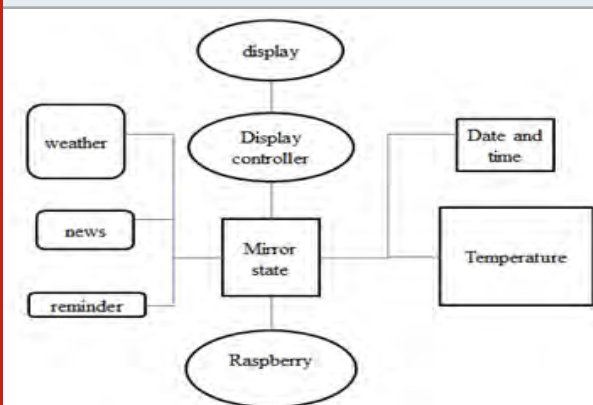 display
weather
Display
controller
Date and
time
news
Mirror
state
Temperature
reminder
Raspberry